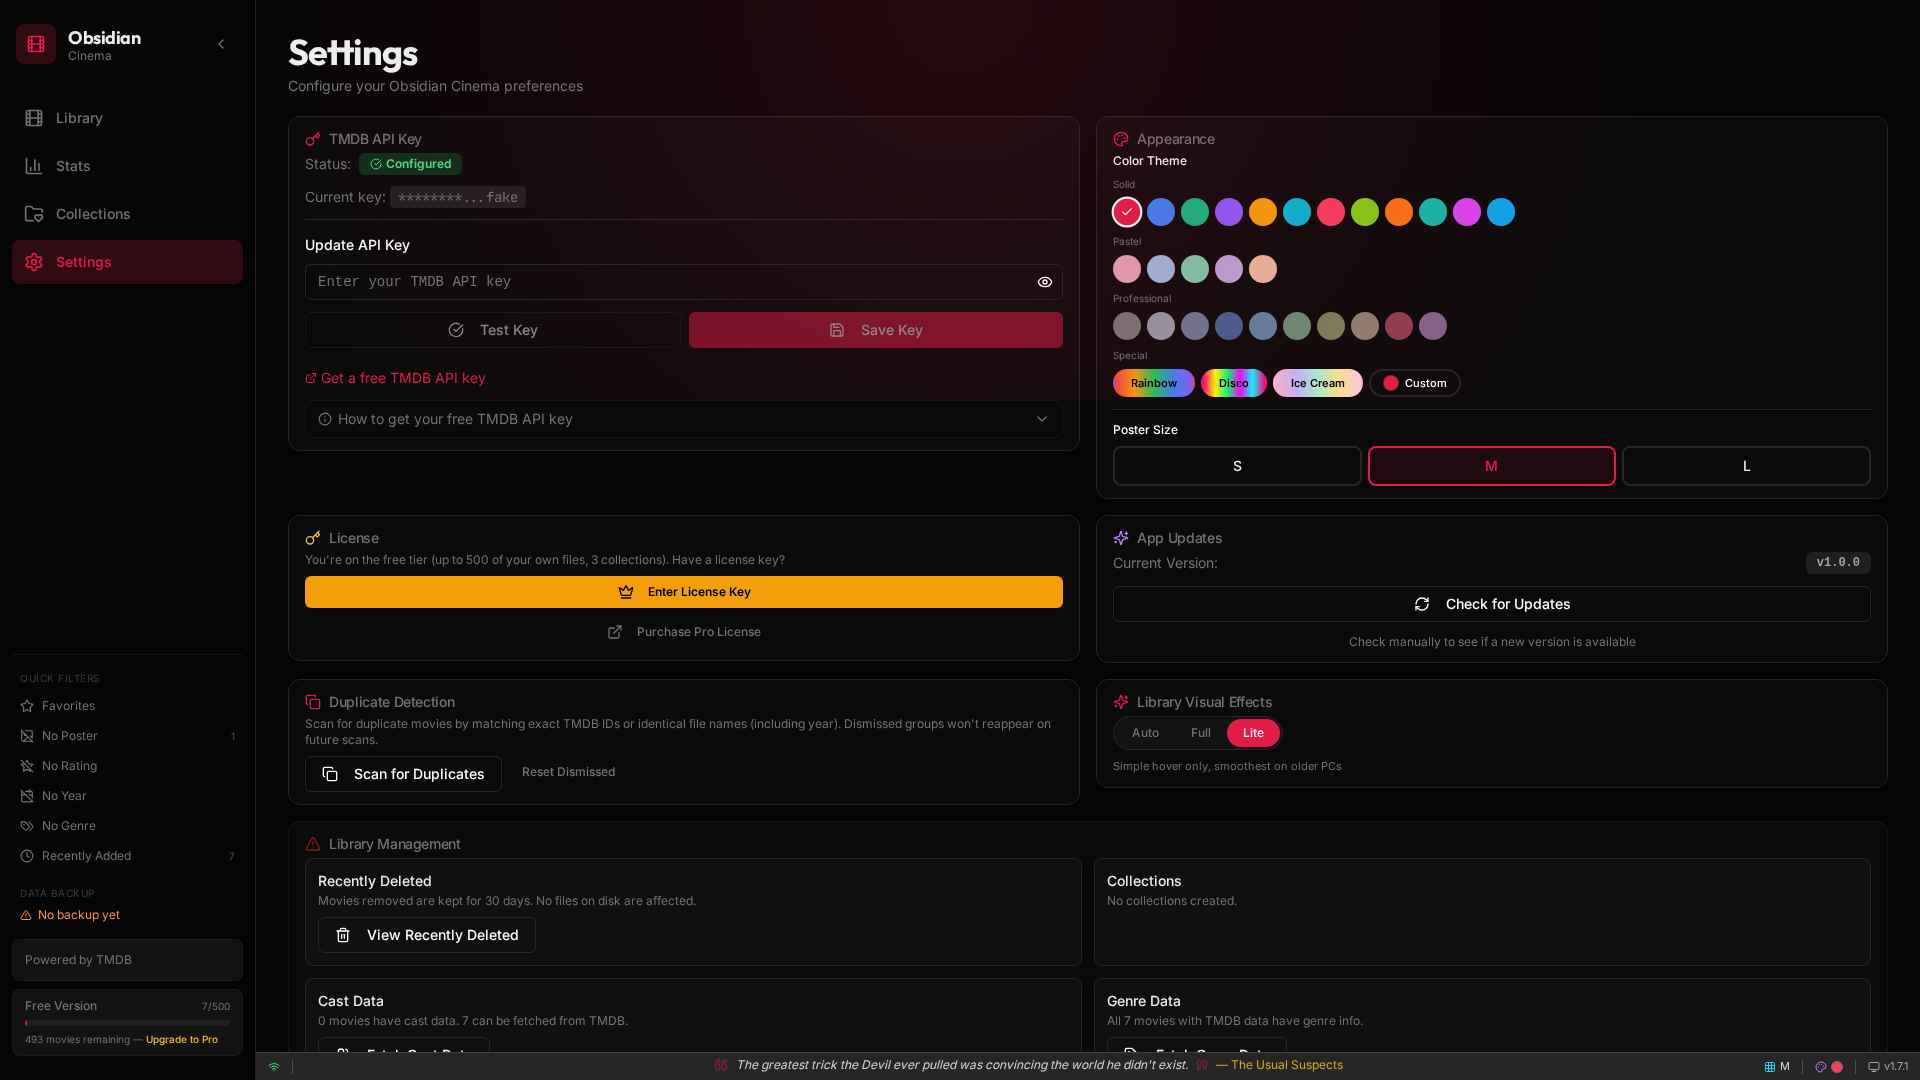 Obsidian
Cinema
Library
Stats
Collections
Settings
QUICK FILTERS
Favorites
No Poster 1
No Rating
No Year
No Genre
Recently Added 7
DATA BACKUP
No backup yet
Powered by TMDB
Free Version 7/500
493 movies remaining — Upgrade to Pro
Settings
Configure your Obsidian Cinema preferences
TMDB API Key
Status: Configured
Current key: ********...fake
Update API Key
Enter your TMDB API key
Test Key
Save Key
Get a free TMDB API key
How to get your free TMDB API key
Appearance
Color Theme
Solid
Pastel
Professional
Special
Rainbow Disco Ice Cream Custom
Poster Size
S M L
License
You're on the free tier (up to 500 of your own files, 3 collections). Have a license key?
Enter License Key
Purchase Pro License
App Updates
Current Version: v1.0.0
Check for Updates
Check manually to see if a new version is available
Duplicate Detection
Scan for duplicate movies by matching exact TMDB IDs or identical file names (including year). Dismissed groups won't reappear on
future scans.
Scan for Duplicates Reset Dismissed
Library Visual Effects
Auto Full Lite
Simple hover only, smoothest on older PCs
Library Management
Recently Deleted
Movies removed are kept for 30 days. No files on disk are affected.
View Recently Deleted
Collections
No collections created.
Cast Data
0 movies have cast data. 7 can be fetched from TMDB.
Genre Data
All 7 movies with TMDB data have genre info.
The greatest trick the Devil ever pulled was convincing the world he didn't exist. — The Usual Suspects
M
v1.7.1